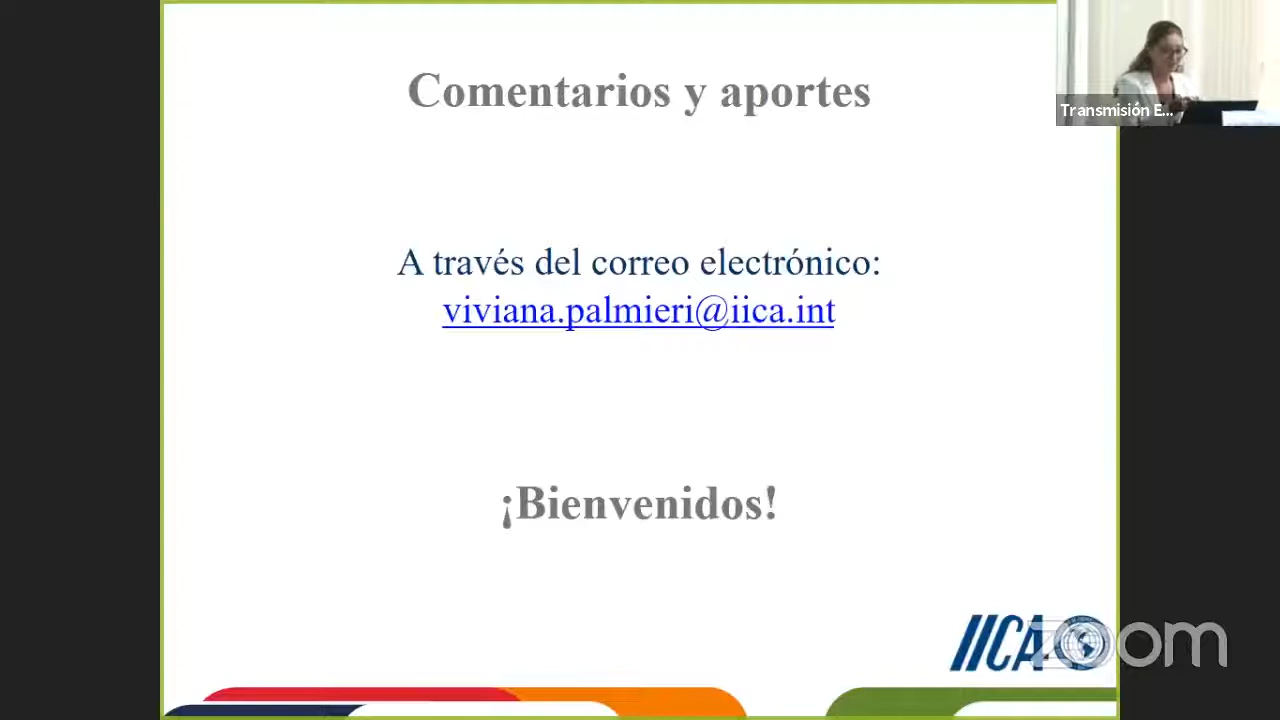 Comentarios y aportes
Transmisión E...
A través del correo electrónico:
viviana.palmieri@iica.int
¡Bienvenidos!
IICA
zoom